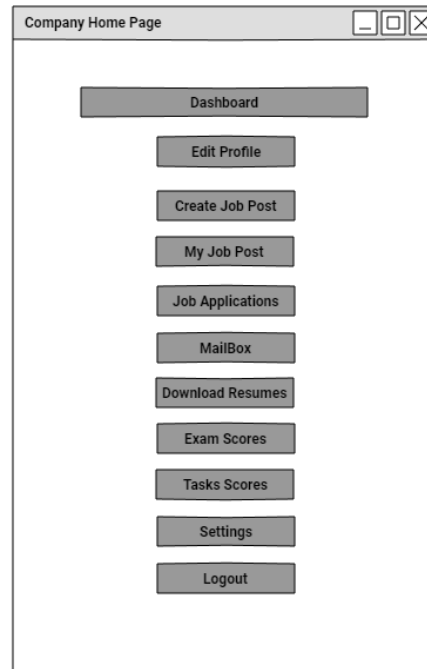 Company Home Page
Dashboard
Edit Profile
Create Job Post
My Job Post
Job Applications
MailBox
Download Resumes
Exam Scores
Tasks Scores
Settings
Logout